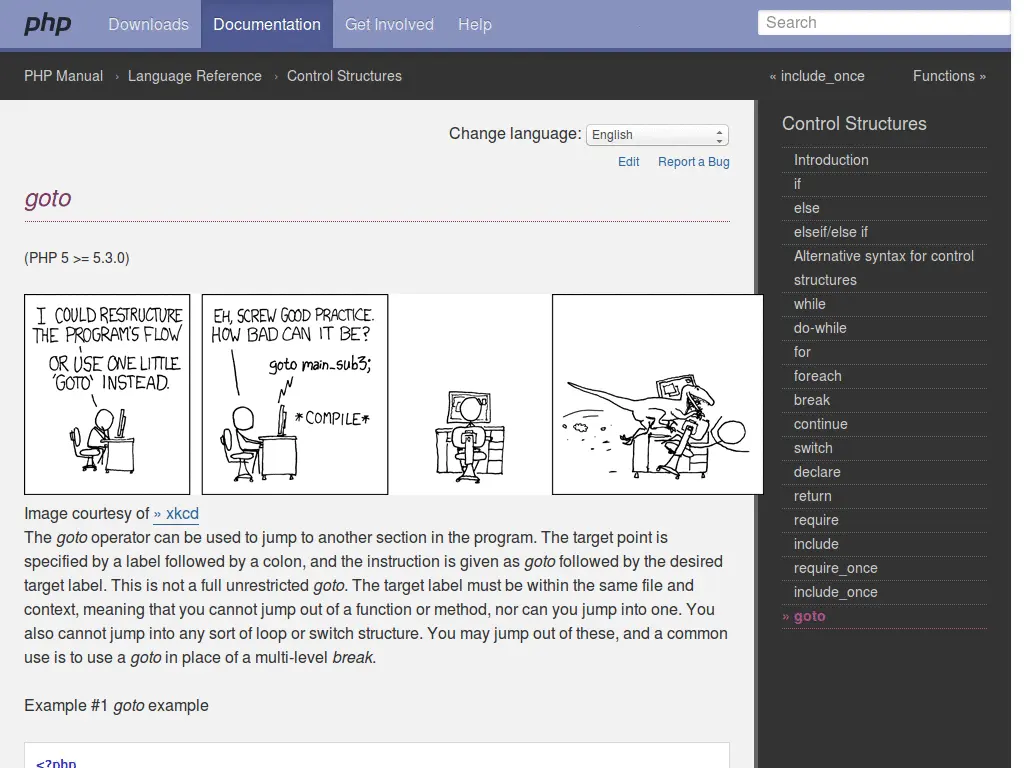 php Downloads Documentation Get Involved Help Search
PHP Manual › Language Reference › Control Structures « include_once Functions »
Change language: English
Edit Report a Bug
goto
(PHP 5 >= 5.3.0)
I COULD RESTRUCTURE
THE PROGRAM'S FLOW
OR USE ONE LITTLE
'GOTO' INSTEAD.
EH, SCREW GOOD PRACTICE.
HOW BAD CAN IT BE?
goto main_sub3;
*COMPILE*
Image courtesy of » xkcd
The goto operator can be used to jump to another section in the program. The target point is
specified by a label followed by a colon, and the instruction is given as goto followed by the desired
target label. This is not a full unrestricted goto. The target label must be within the same file and
context, meaning that you cannot jump out of a function or method, nor can you jump into one. You
also cannot jump into any sort of loop or switch structure. You may jump out of these, and a common
use is to use a goto in place of a multi-level break.
Example #1 goto example
<?php
Control Structures
Introduction
if
else
elseif/else if
Alternative syntax for control
structures
while
do-while
for
foreach
break
continue
switch
declare
return
require
include
require_once
include_once
» goto